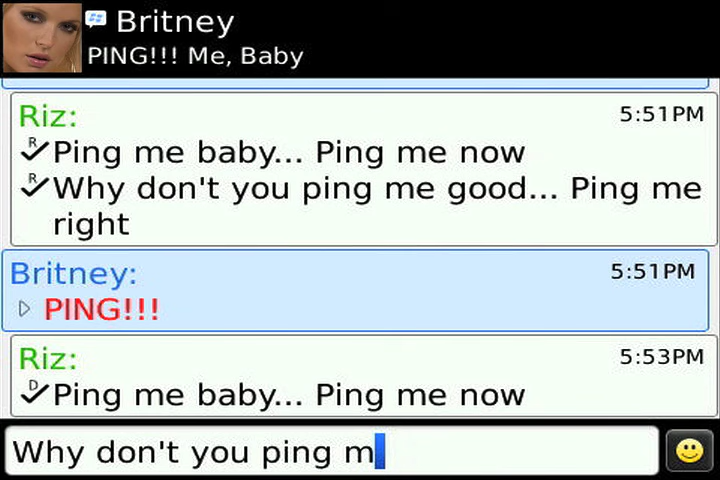 Britney
PING!!! Me, Baby
Riz: 5:51PM
R Ping me baby... Ping me now
R Why don't you ping me good... Ping me
right
Britney: 5:51PM
PING!!!
Riz: 5:53PM
D Ping me baby... Ping me now
Why don't you ping m